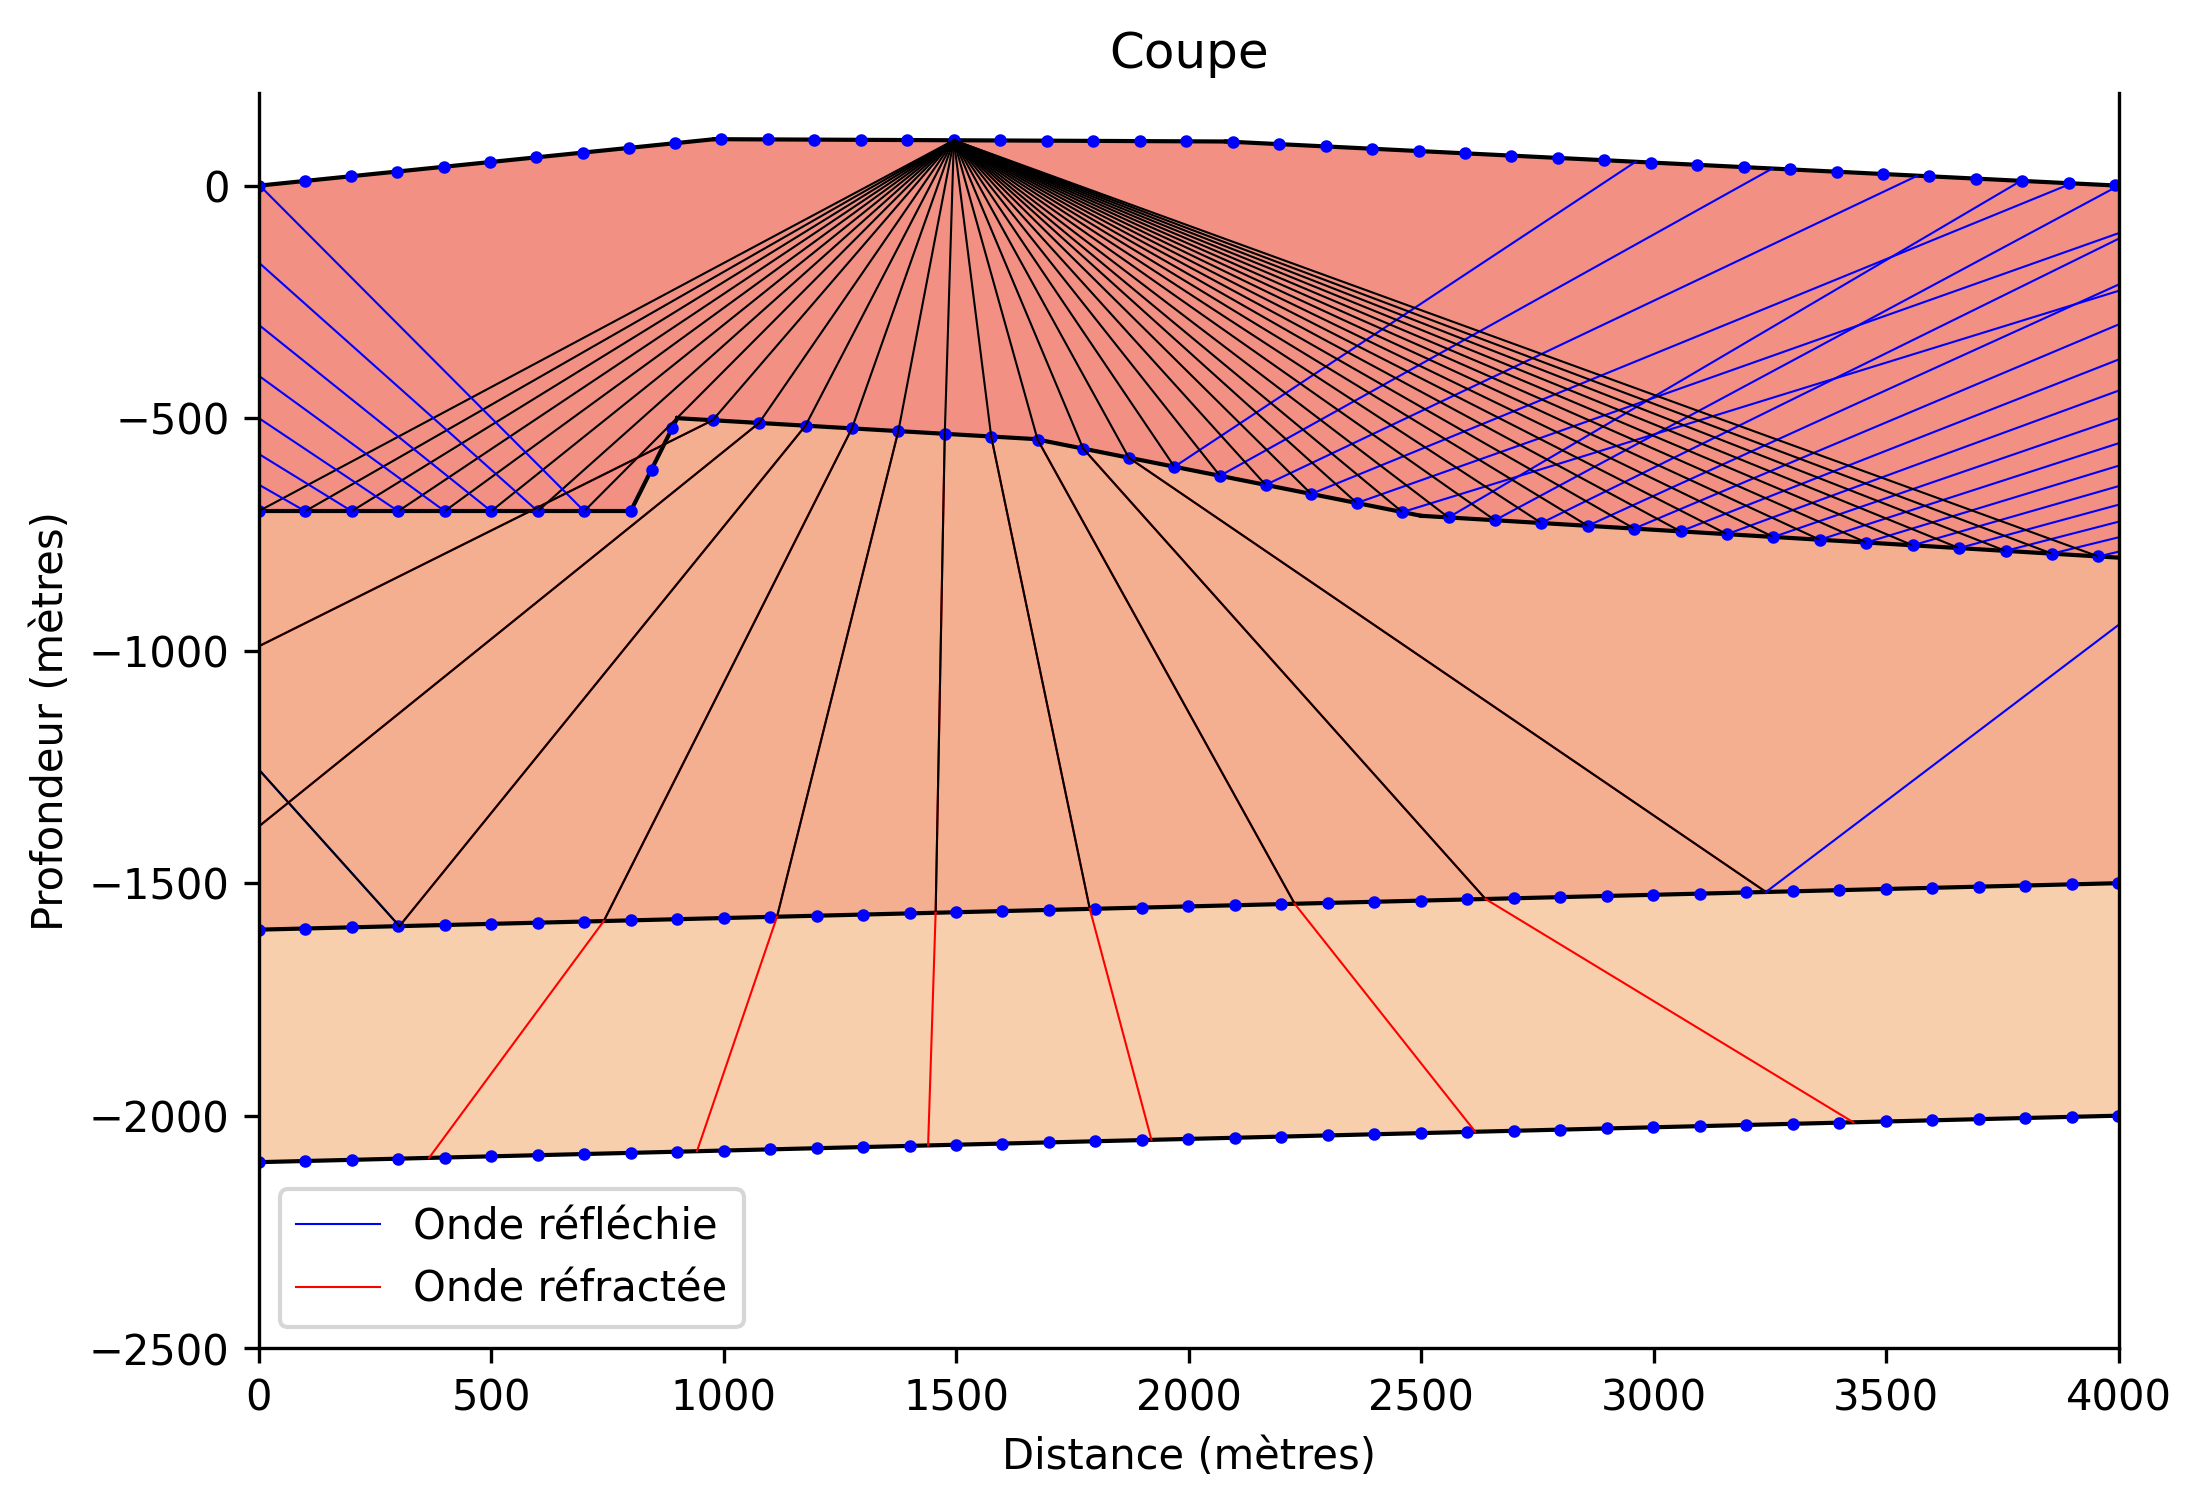 Coupe
Profondeur (mètres)
0
−500
−1000
−1500
−2000
−2500
Onde réfléchie
Onde réfractée
0 500 1000 1500 2000 2500 3000 3500 4000
Distance (mètres)